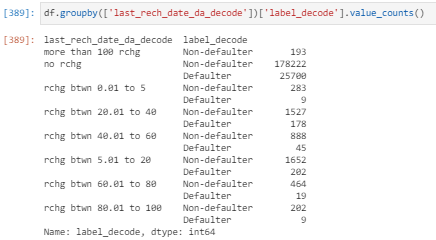 [389]: df.groupby(['last_rech_date_da_decode'])['label_decode'].value_counts()
[389]: last_rech_date_da_decode  label_decode
more than 100 rchg        Non-defaulter       193
no rchg                   Non-defaulter    178222
                          Defaulter         25700
rchg btwn 0.01 to 5       Non-defaulter       283
                          Defaulter             9
rchg btwn 20.01 to 40     Non-defaulter      1527
                          Defaulter           178
rchg btwn 40.01 to 60     Non-defaulter       888
                          Defaulter            45
rchg btwn 5.01 to 20      Non-defaulter      1652
                          Defaulter           202
rchg btwn 60.01 to 80     Non-defaulter       464
                          Defaulter            19
rchg btwn 80.01 to 100    Non-defaulter       202
                          Defaulter             9
Name: label_decode, dtype: int64